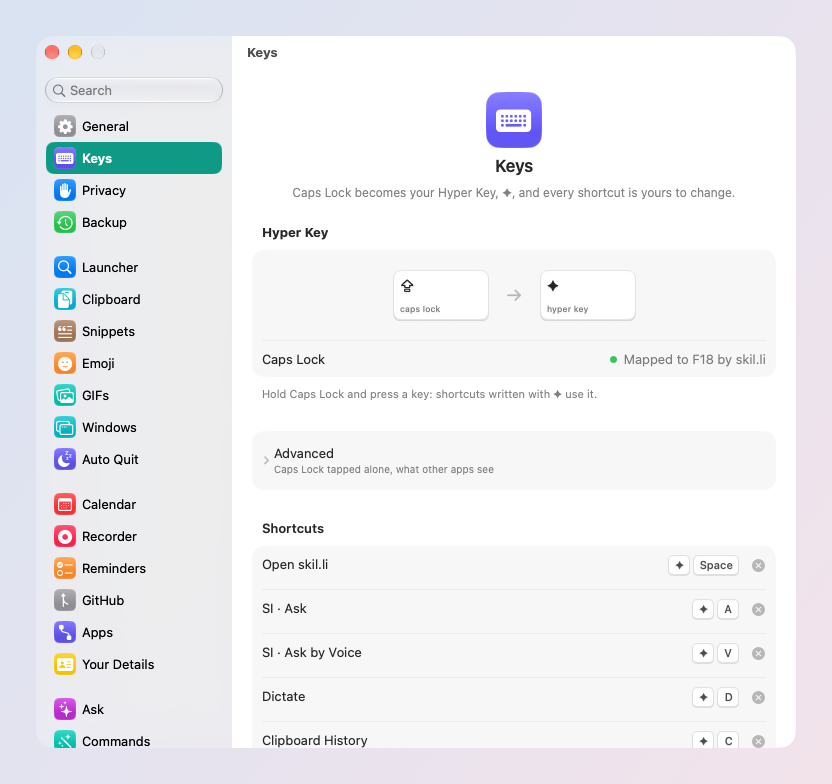 Keys
Search
General
Keys
Privacy
Backup
Launcher
Clipboard
Snippets
Emoji
GIFs
Windows
Auto Quit
Calendar
Recorder
Reminders
GitHub
Apps
Your Details
Ask
Commands
Keys
Caps Lock becomes your Hyper Key, ✦, and every shortcut is yours to change.
Hyper Key
caps lock → hyper key
Caps Lock Mapped to F18 by skil.li
Hold Caps Lock and press a key: shortcuts written with ✦ use it.
Advanced
Caps Lock tapped alone, what other apps see
Shortcuts
Open skil.li ✦ Space
SI · Ask ✦ A
SI · Ask by Voice ✦ V
Dictate ✦ D
Clipboard History ✦ C